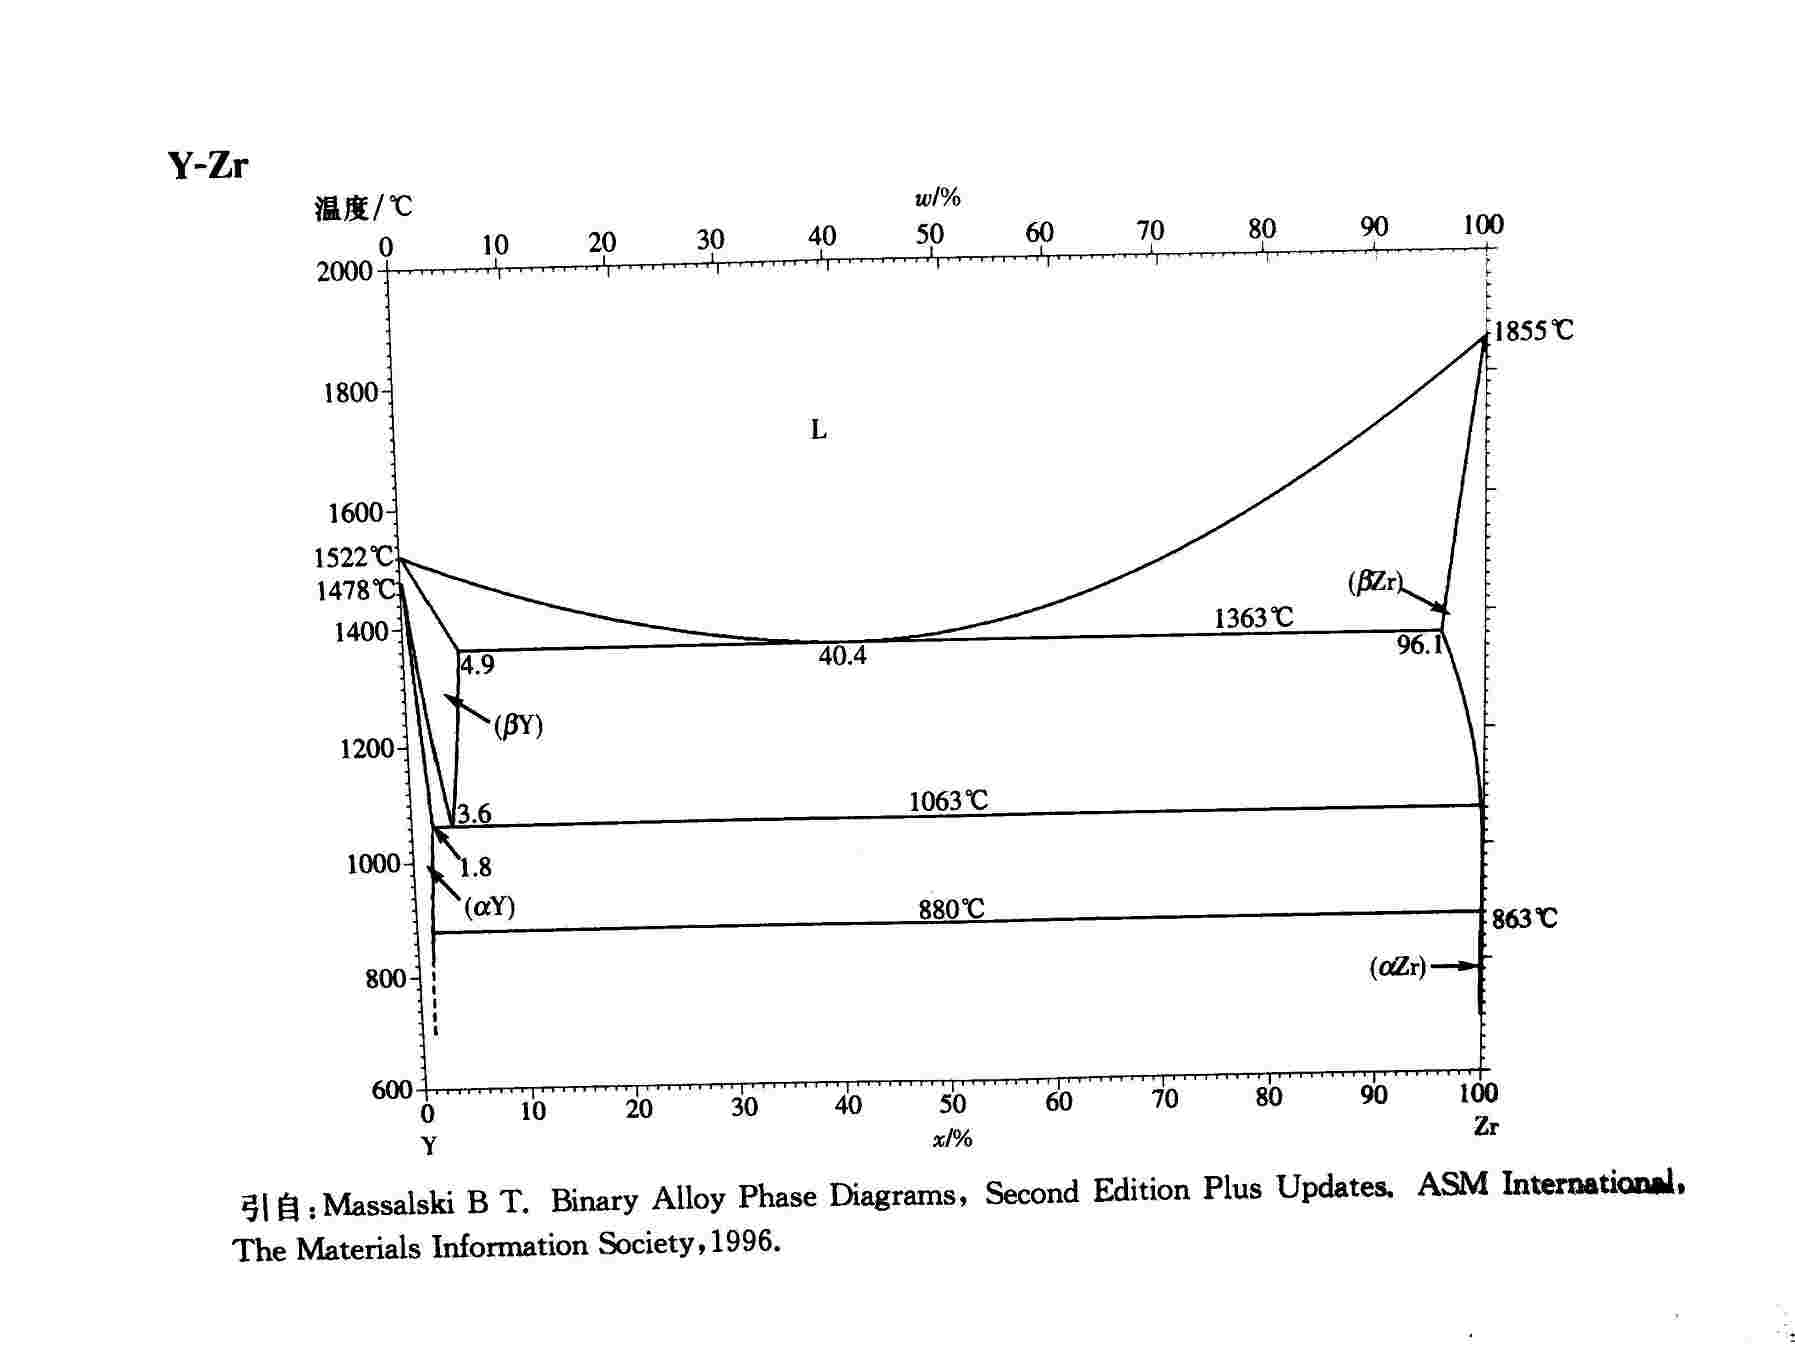 Y-Zr
温度/℃
w/%
0 10 20 30 40 50 60 70 80 90 100
2000
1855℃
1800
L
1600
1522℃
1478℃
(βZr)
1400
1363℃
4.9
40.4
96.1
(βY)
1200
3.6
1063℃
1000
1.8
(αY)
880℃
863℃
800
(αZr)
600
0 10 20 30 40 50 60 70 80 90 100
Y
x/%
Zr
引自:Massalski B T. Binary Alloy Phase Diagrams, Second Edition Plus Updates. ASM International,
The Materials Information Society,1996.